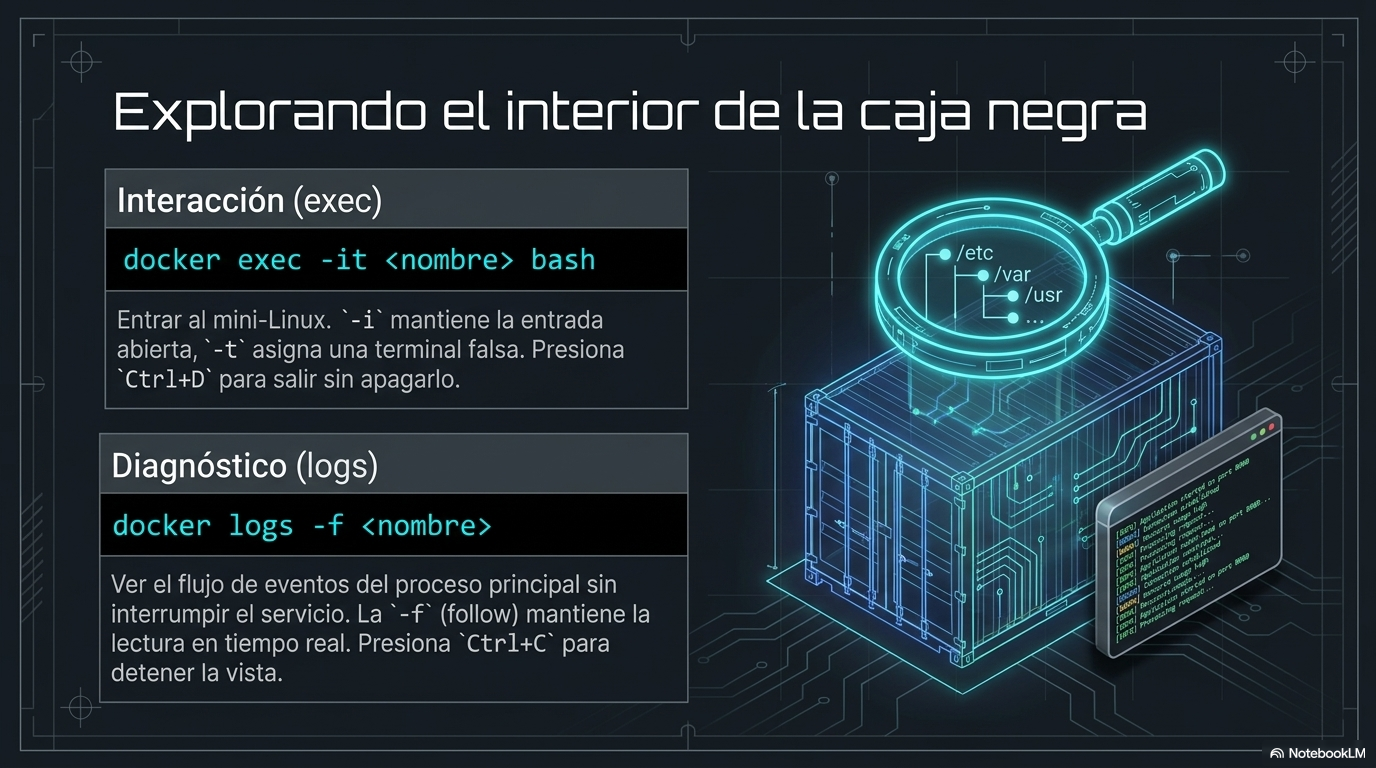 Explorando el interior de la caja negra
Interacción (exec)
docker exec -it <nombre> bash
Entrar al mini-Linux. `-i` mantiene la entrada
abierta, `-t` asigna una terminal falsa. Presiona
`Ctrl+D` para salir sin apagarlo.
Diagnóstico (logs)
docker logs -f <nombre>
Ver el flujo de eventos del proceso principal sin
interrumpir el servicio. La `-f` (follow) mantiene la
lectura en tiempo real. Presiona `Ctrl+C` para
detener la vista.
/etc
/var
/usr
...
NotebookLM